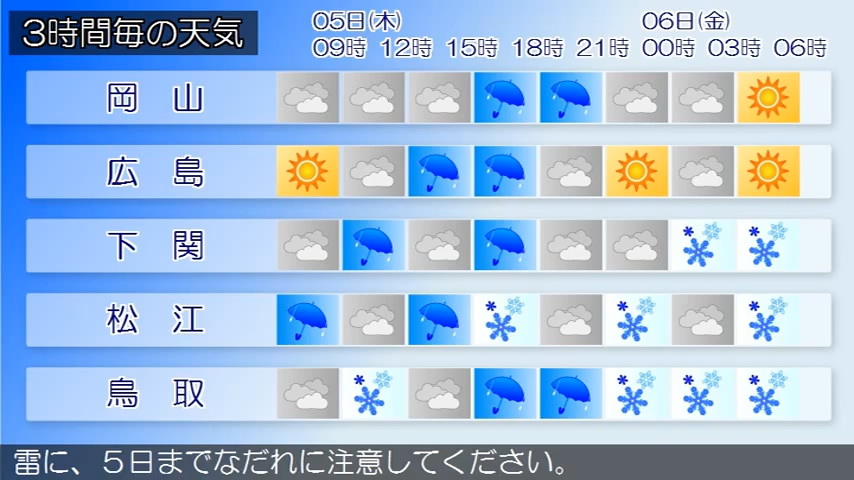 3時間毎の天気
05日(木) 06日(金)
09時 12時 15時 18時 21時 00時 03時 06時
岡 山
広 島
下 関
松 江
鳥 取
雷に、５日までなだれに注意してください。